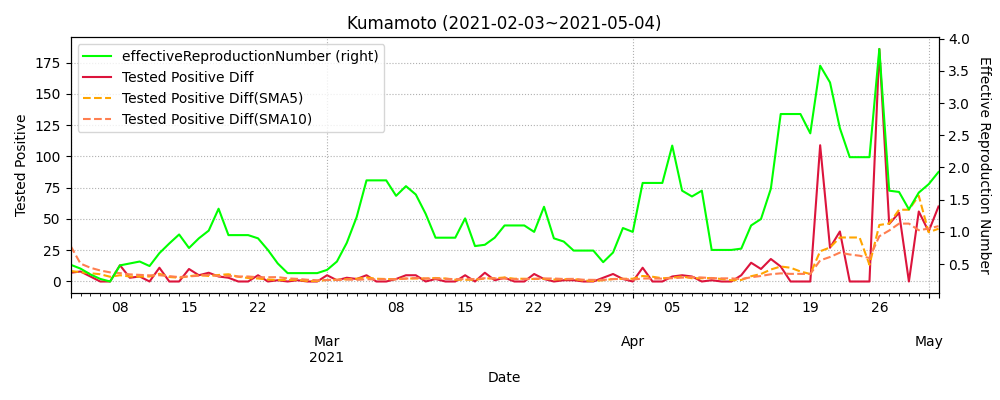 Kumamoto (2021-02-03~2021-05-04)
effectiveReproductionNumber (right)
Tested Positive Diff
Tested Positive Diff(SMA5)
Tested Positive Diff(SMA10)
Tested Positive
175
150
125
100
75
50
25
0
4.0
3.5
3.0
2.5
2.0
1.5
1.0
0.5
Effective Reproduction Number
08 15 22 08 15 22 29 05 12 19 26
Mar Apr May
2021
Date